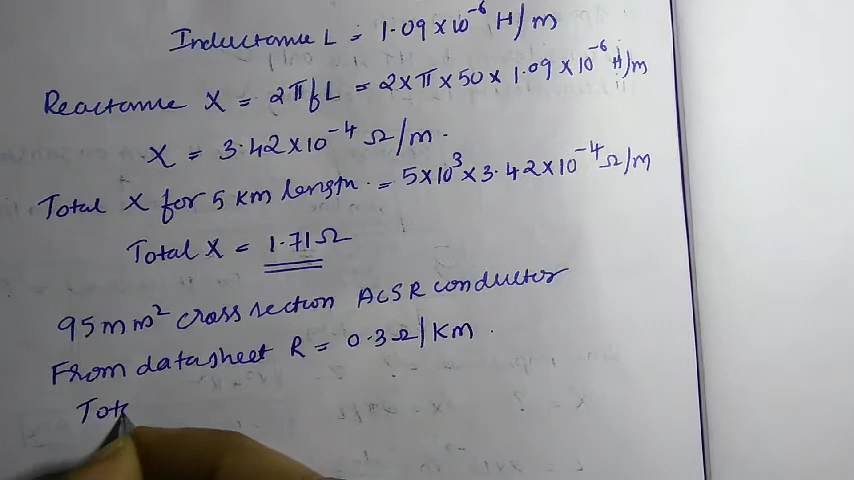 Inductance L = 1.09 × 10⁻⁶ H/m
Reactance X = 2πfL = 2 × π × 50 × 1.09 × 10⁻⁶ H/m
X = 3.42 × 10⁻⁴ Ω/m.
Total X for 5 KM length = 5 × 10³ × 3.42 × 10⁻⁴ Ω/m
Total X = 1.71 Ω
95 mm² cross section ACSR conductor
From datasheet R = 0.3 Ω/KM.
Tot